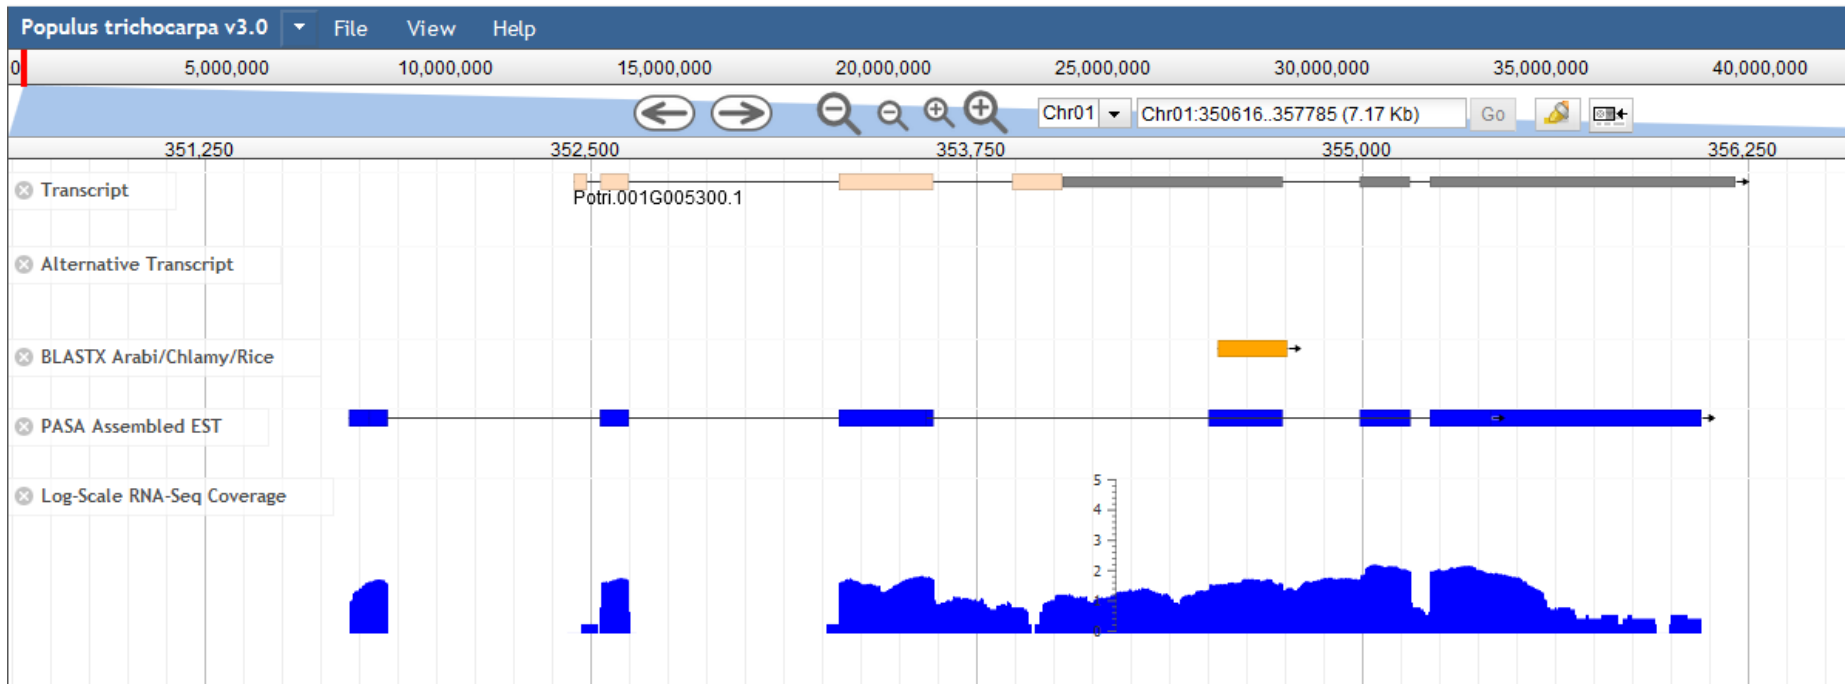 Populus trichocarpa v3.0 File View Help
0 5,000,000 10,000,000 15,000,000 20,000,000 25,000,000 30,000,000 35,000,000 40,000,000
Chr01 Chr01:350616..357785 (7.17 Kb) Go
351,250 352,500 353,750 355,000 356,250
Transcript
Potri.001G005300.1
Alternative Transcript
BLASTX Arabi/Chlamy/Rice
PASA Assembled EST
Log-Scale RNA-Seq Coverage
5
4
3
2
1
0